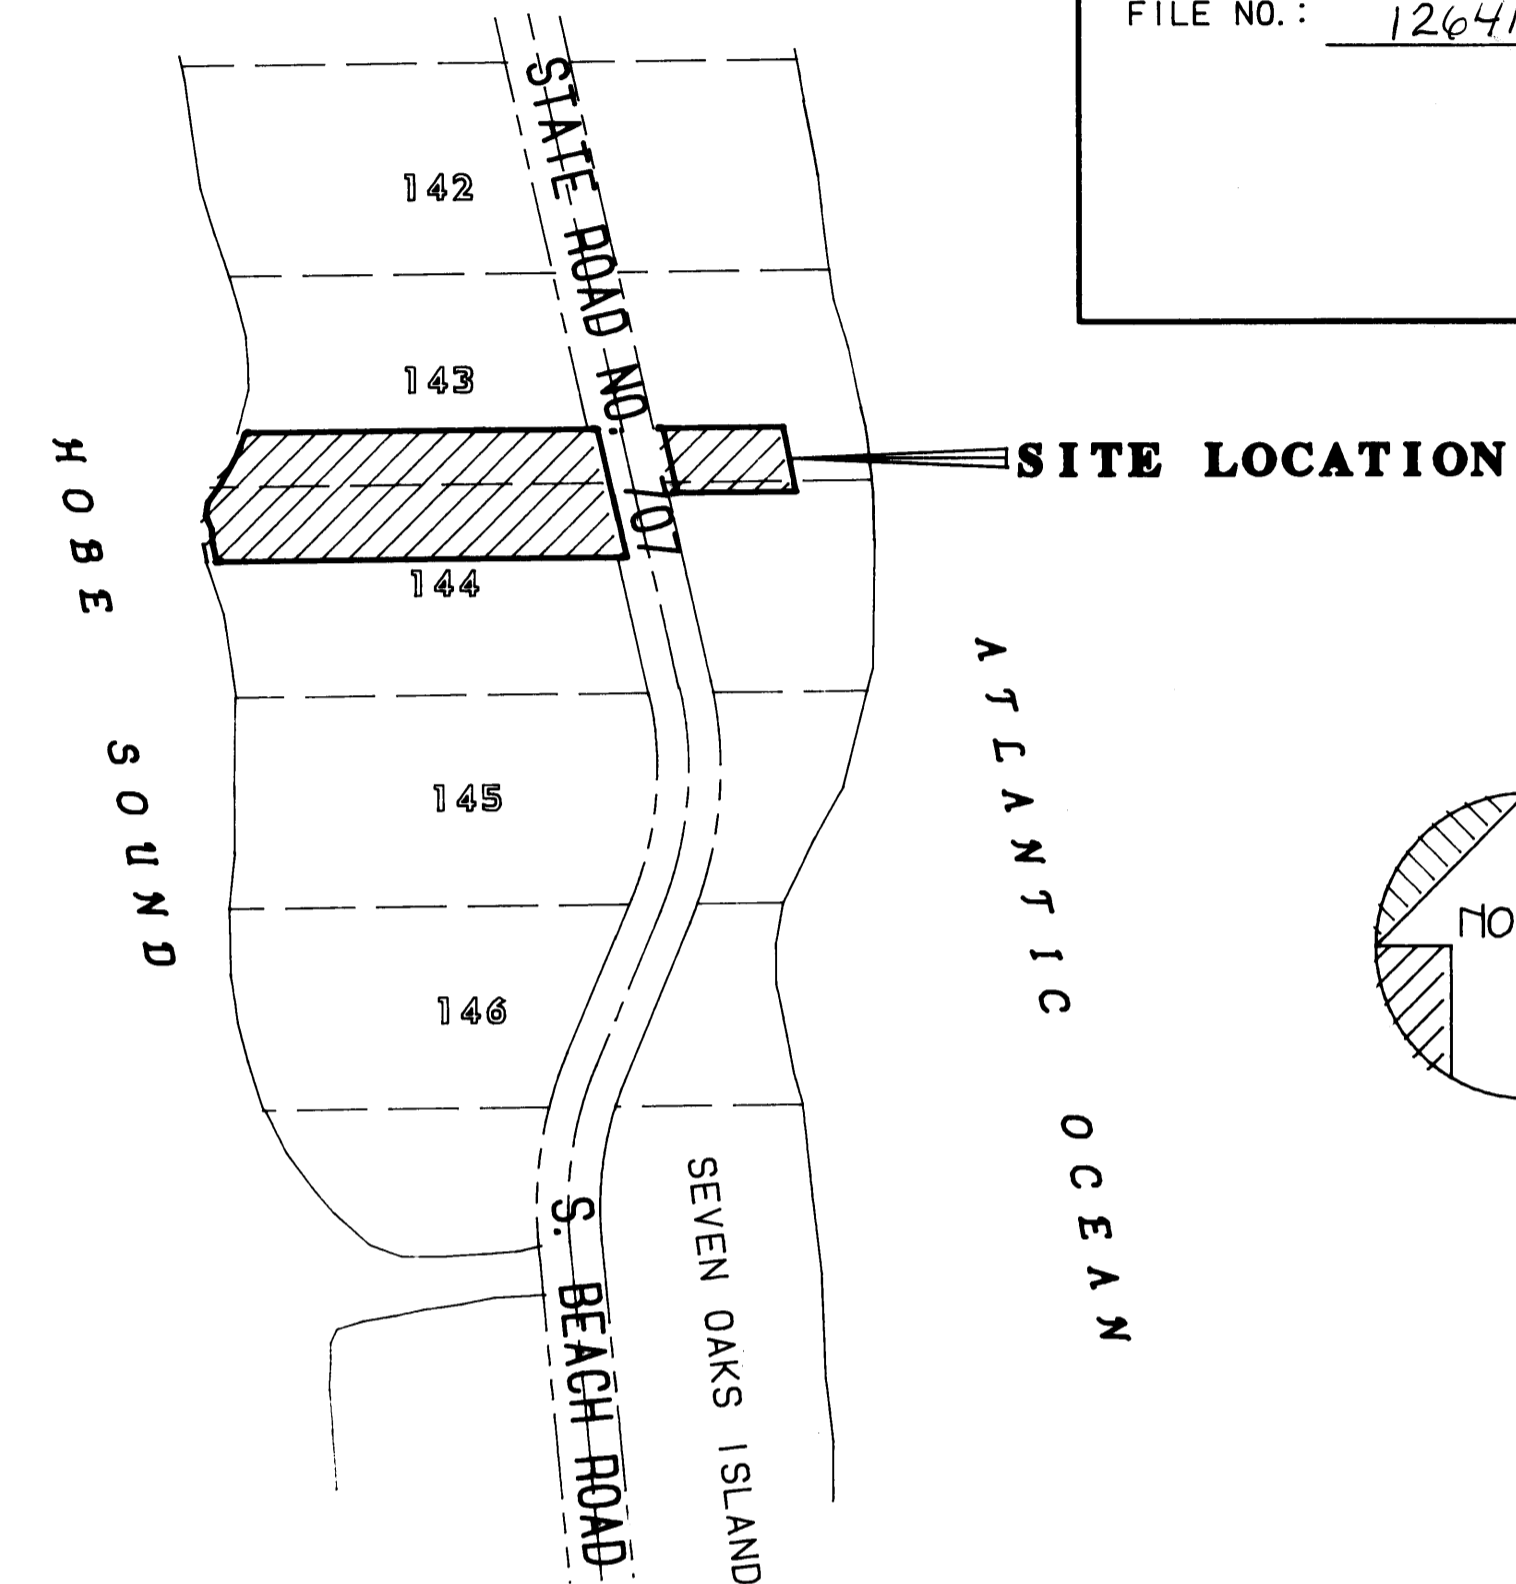 FILE NO.: 12641
STATE ROAD NO. 707
142
143
SITE LOCATION
HOBE SOUND
144
ATLANTIC OCEAN
145
146
S. BEACH ROAD
SEVEN OAKS ISLAND